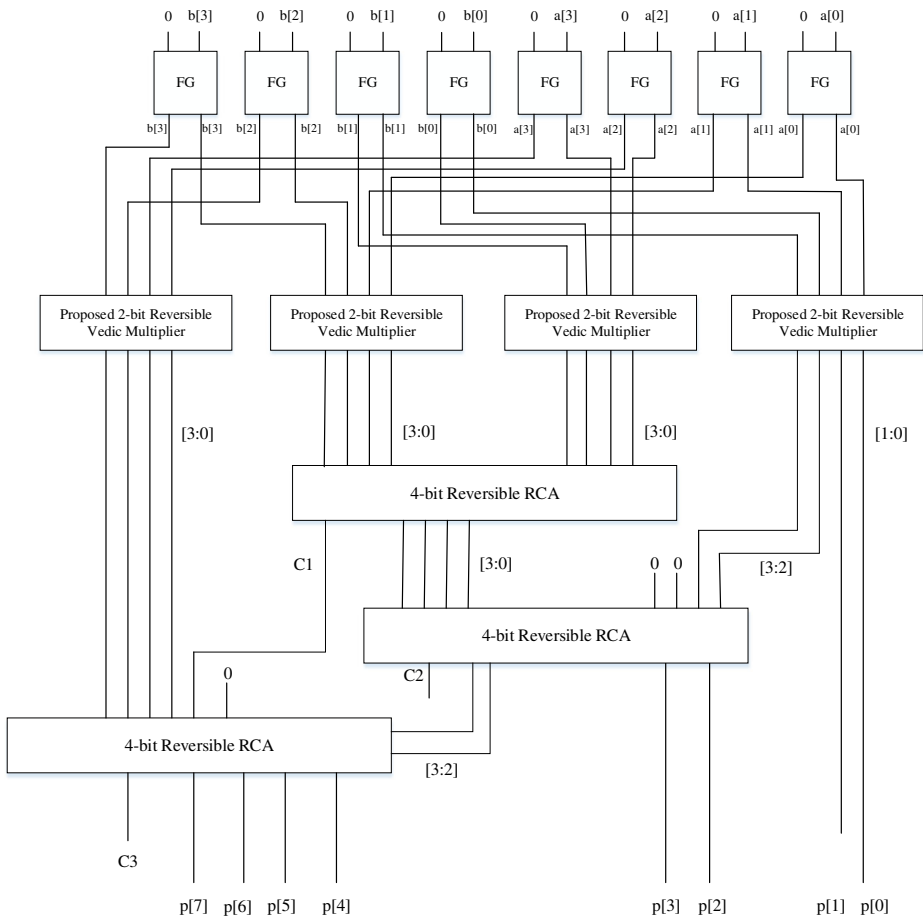 0 b[3] 0 b[2] 0 b[1] 0 b[0] 0 a[3] 0 a[2] 0 a[1] 0 a[0]
FG FG FG FG FG FG FG FG
b[3] b[3] b[2] b[2] b[1] b[1] b[0] b[0] a[3] a[3] a[2] a[2] a[1] a[1] a[0] a[0]
Proposed 2-bit Reversible
Vedic Multiplier
Proposed 2-bit Reversible
Vedic Multiplier
Proposed 2-bit Reversible
Vedic Multiplier
Proposed 2-bit Reversible
Vedic Multiplier
[3:0] [3:0] [3:0] [1:0]
4-bit Reversible RCA
C1 [3:0] 0 0 [3:2]
4-bit Reversible RCA
0 C2
4-bit Reversible RCA
[3:2]
C3
p[7] p[6] p[5] p[4] p[3] p[2] p[1] p[0]